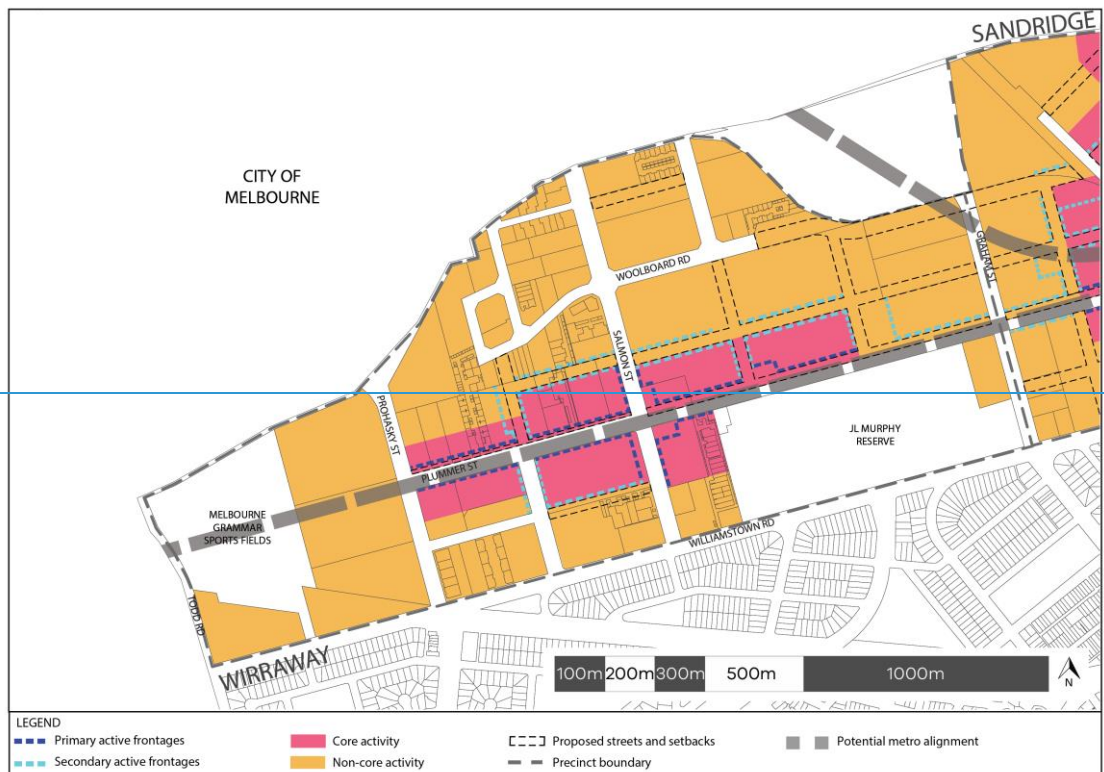 SANDRIDGE
CITY OF
MELBOURNE
WOOLBOARD RD
GRAHAM ST
SALMON ST
PROHASKY ST
JL MURPHY
RESERVE
PLUMMER ST
MELBOURNE
GRAMMAR
SPORTS FIELDS
WILLIAMSTOWN RD
TODD RD
WIRRAWAY
100m 200m 300m 500m 1000m
N
LEGEND
Primary active frontages
Core activity
Proposed streets and setbacks
Potential metro alignment
Secondary active frontages
Non-core activity
Precinct boundary